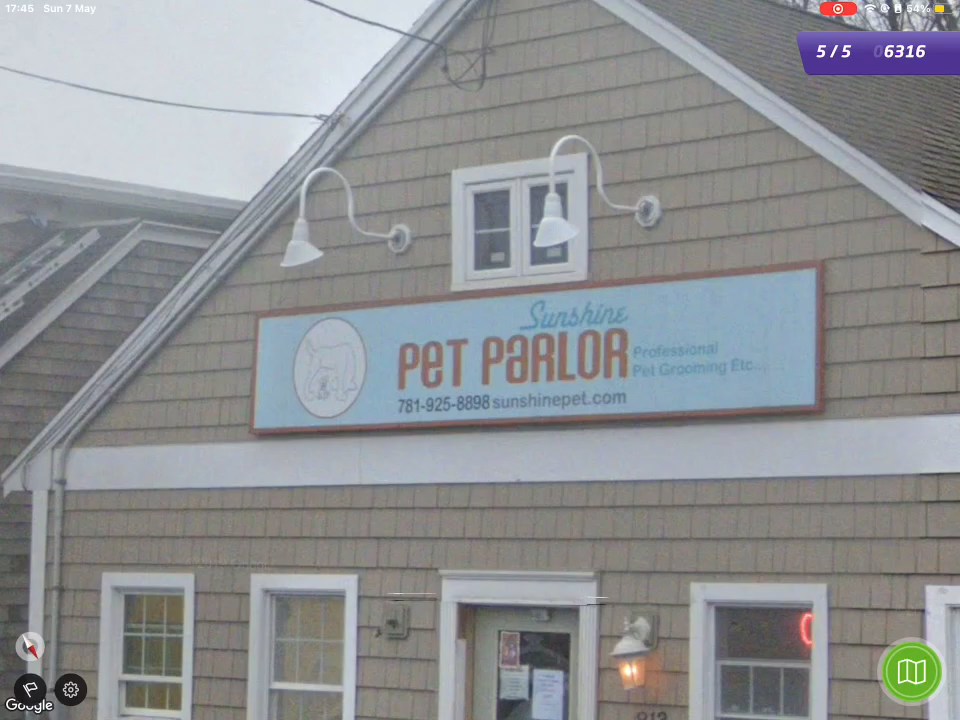 17:45 Sun 7 May
54%
5 / 5 06316
Sunshine
PET PARLOR
Professional
Pet Grooming Etc...
781-925-8898 sunshinepet.com
Google